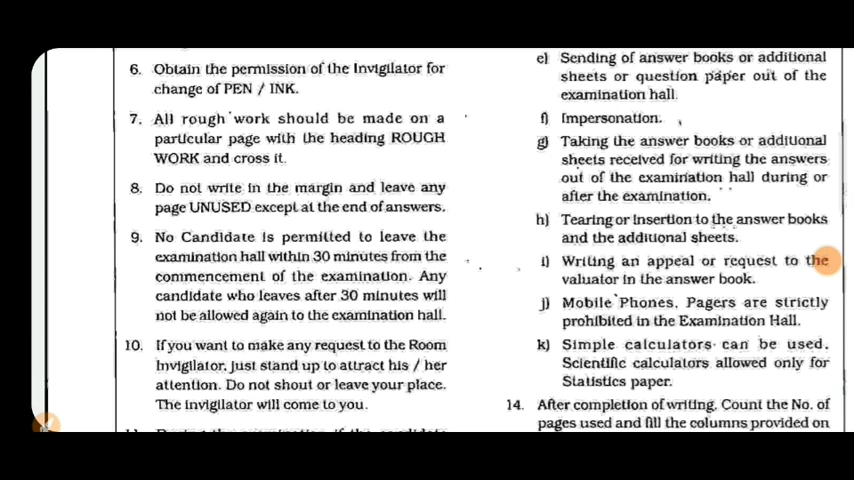 6. Obtain the permission of the Invigilator for
change of PEN / INK.
7. All rough work should be made on a
particular page with the heading ROUGH
WORK and cross it.
8. Do not write in the margin and leave any
page UNUSED except at the end of answers.
9. No Candidate is permitted to leave the
examination hall within 30 minutes from the
commencement of the examination. Any
candidate who leaves after 30 minutes will
not be allowed again to the examination hall.
10. If you want to make any request to the Room
Invigilator, just stand up to attract his / her
attention. Do not shout or leave your place.
The invigilator will come to you.
e) Sending of answer books or additional
sheets or question paper out of the
examination hall.
f) Impersonation.
g) Taking the answer books or additional
sheets received for writing the answers
out of the examination hall during or
after the examination.
h) Tearing or insertion to the answer books
and the additional sheets.
i) Writing an appeal or request to the
valuator in the answer book.
j) Mobile Phones, Pagers are strictly
prohibited in the Examination Hall.
k) Simple calculators can be used.
Scientific calculators allowed only for
Statistics paper.
14. After completion of writing, Count the No. of
pages used and fill the columns provided on